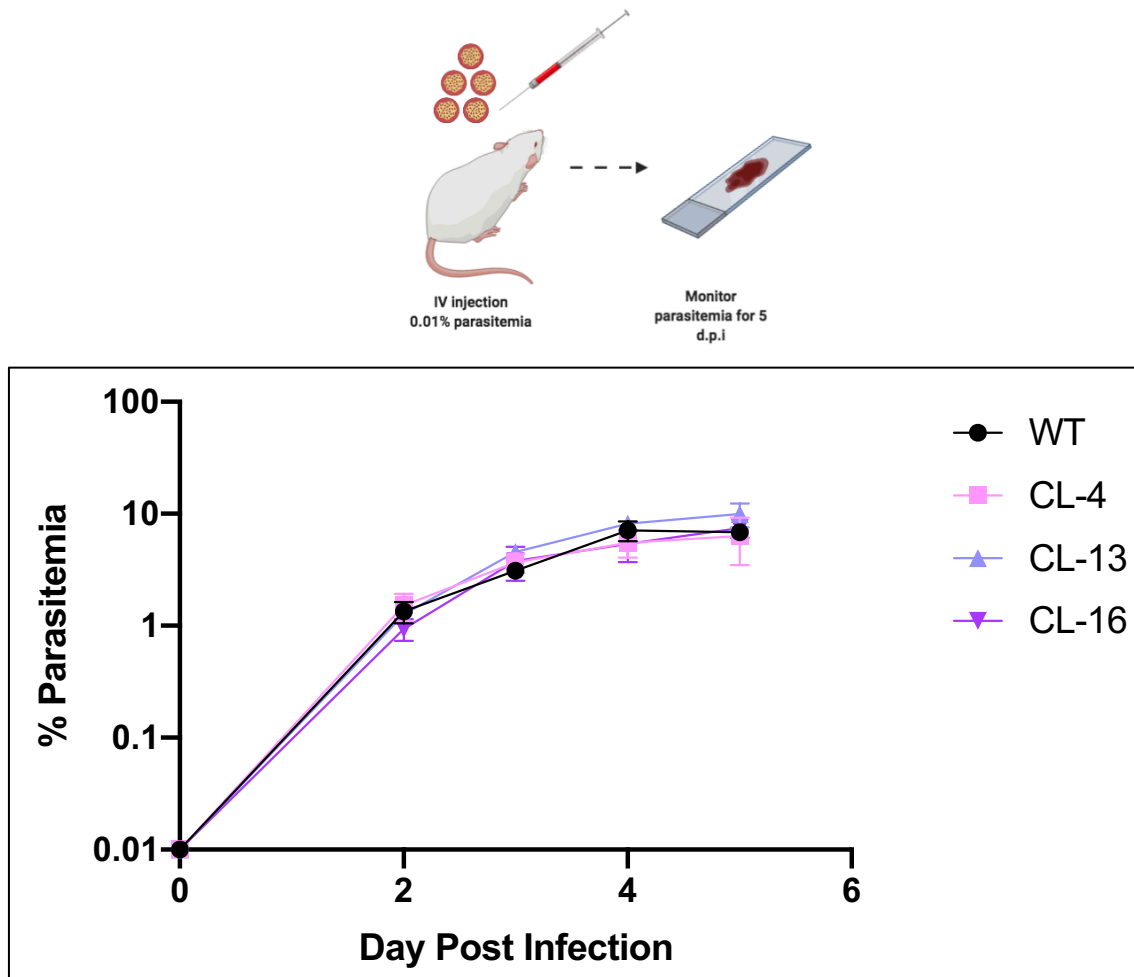 IV injection
0.01% parasitemia
Monitor
parasitemia for 5
d.p.i
100
10
1
0.1
0.01
% Parasitemia
0
2
4
6
Day Post Infection
WT
CL-4
CL-13
CL-16